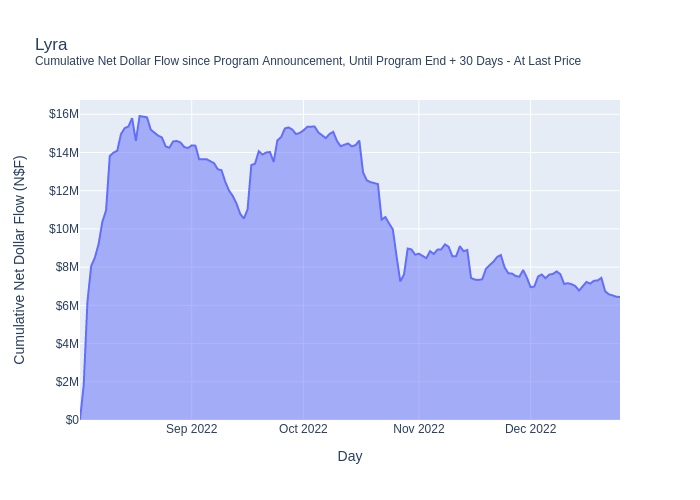 Lyra
Cumulative Net Dollar Flow since Program Announcement, Until Program End + 30 Days - At Last Price
Cumulative Net Dollar Flow (N$F)
$16M
$14M
$12M
$10M
$8M
$6M
$4M
$2M
$0
Sep 2022
Oct 2022
Nov 2022
Dec 2022
Day